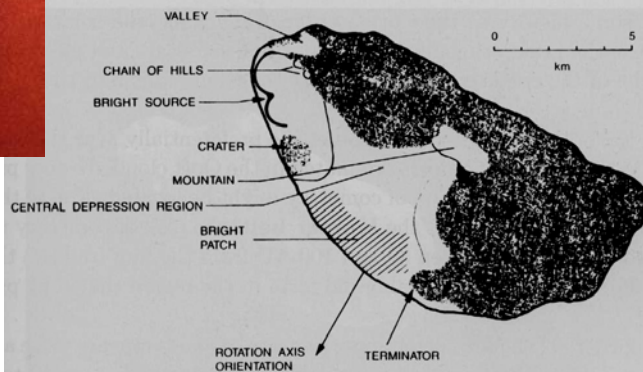 VALLEY
0 5
km
CHAIN OF HILLS
BRIGHT SOURCE
CRATER
MOUNTAIN
CENTRAL DEPRESSION REGION
BRIGHT
PATCH
ROTATION AXIS
ORIENTATION
TERMINATOR